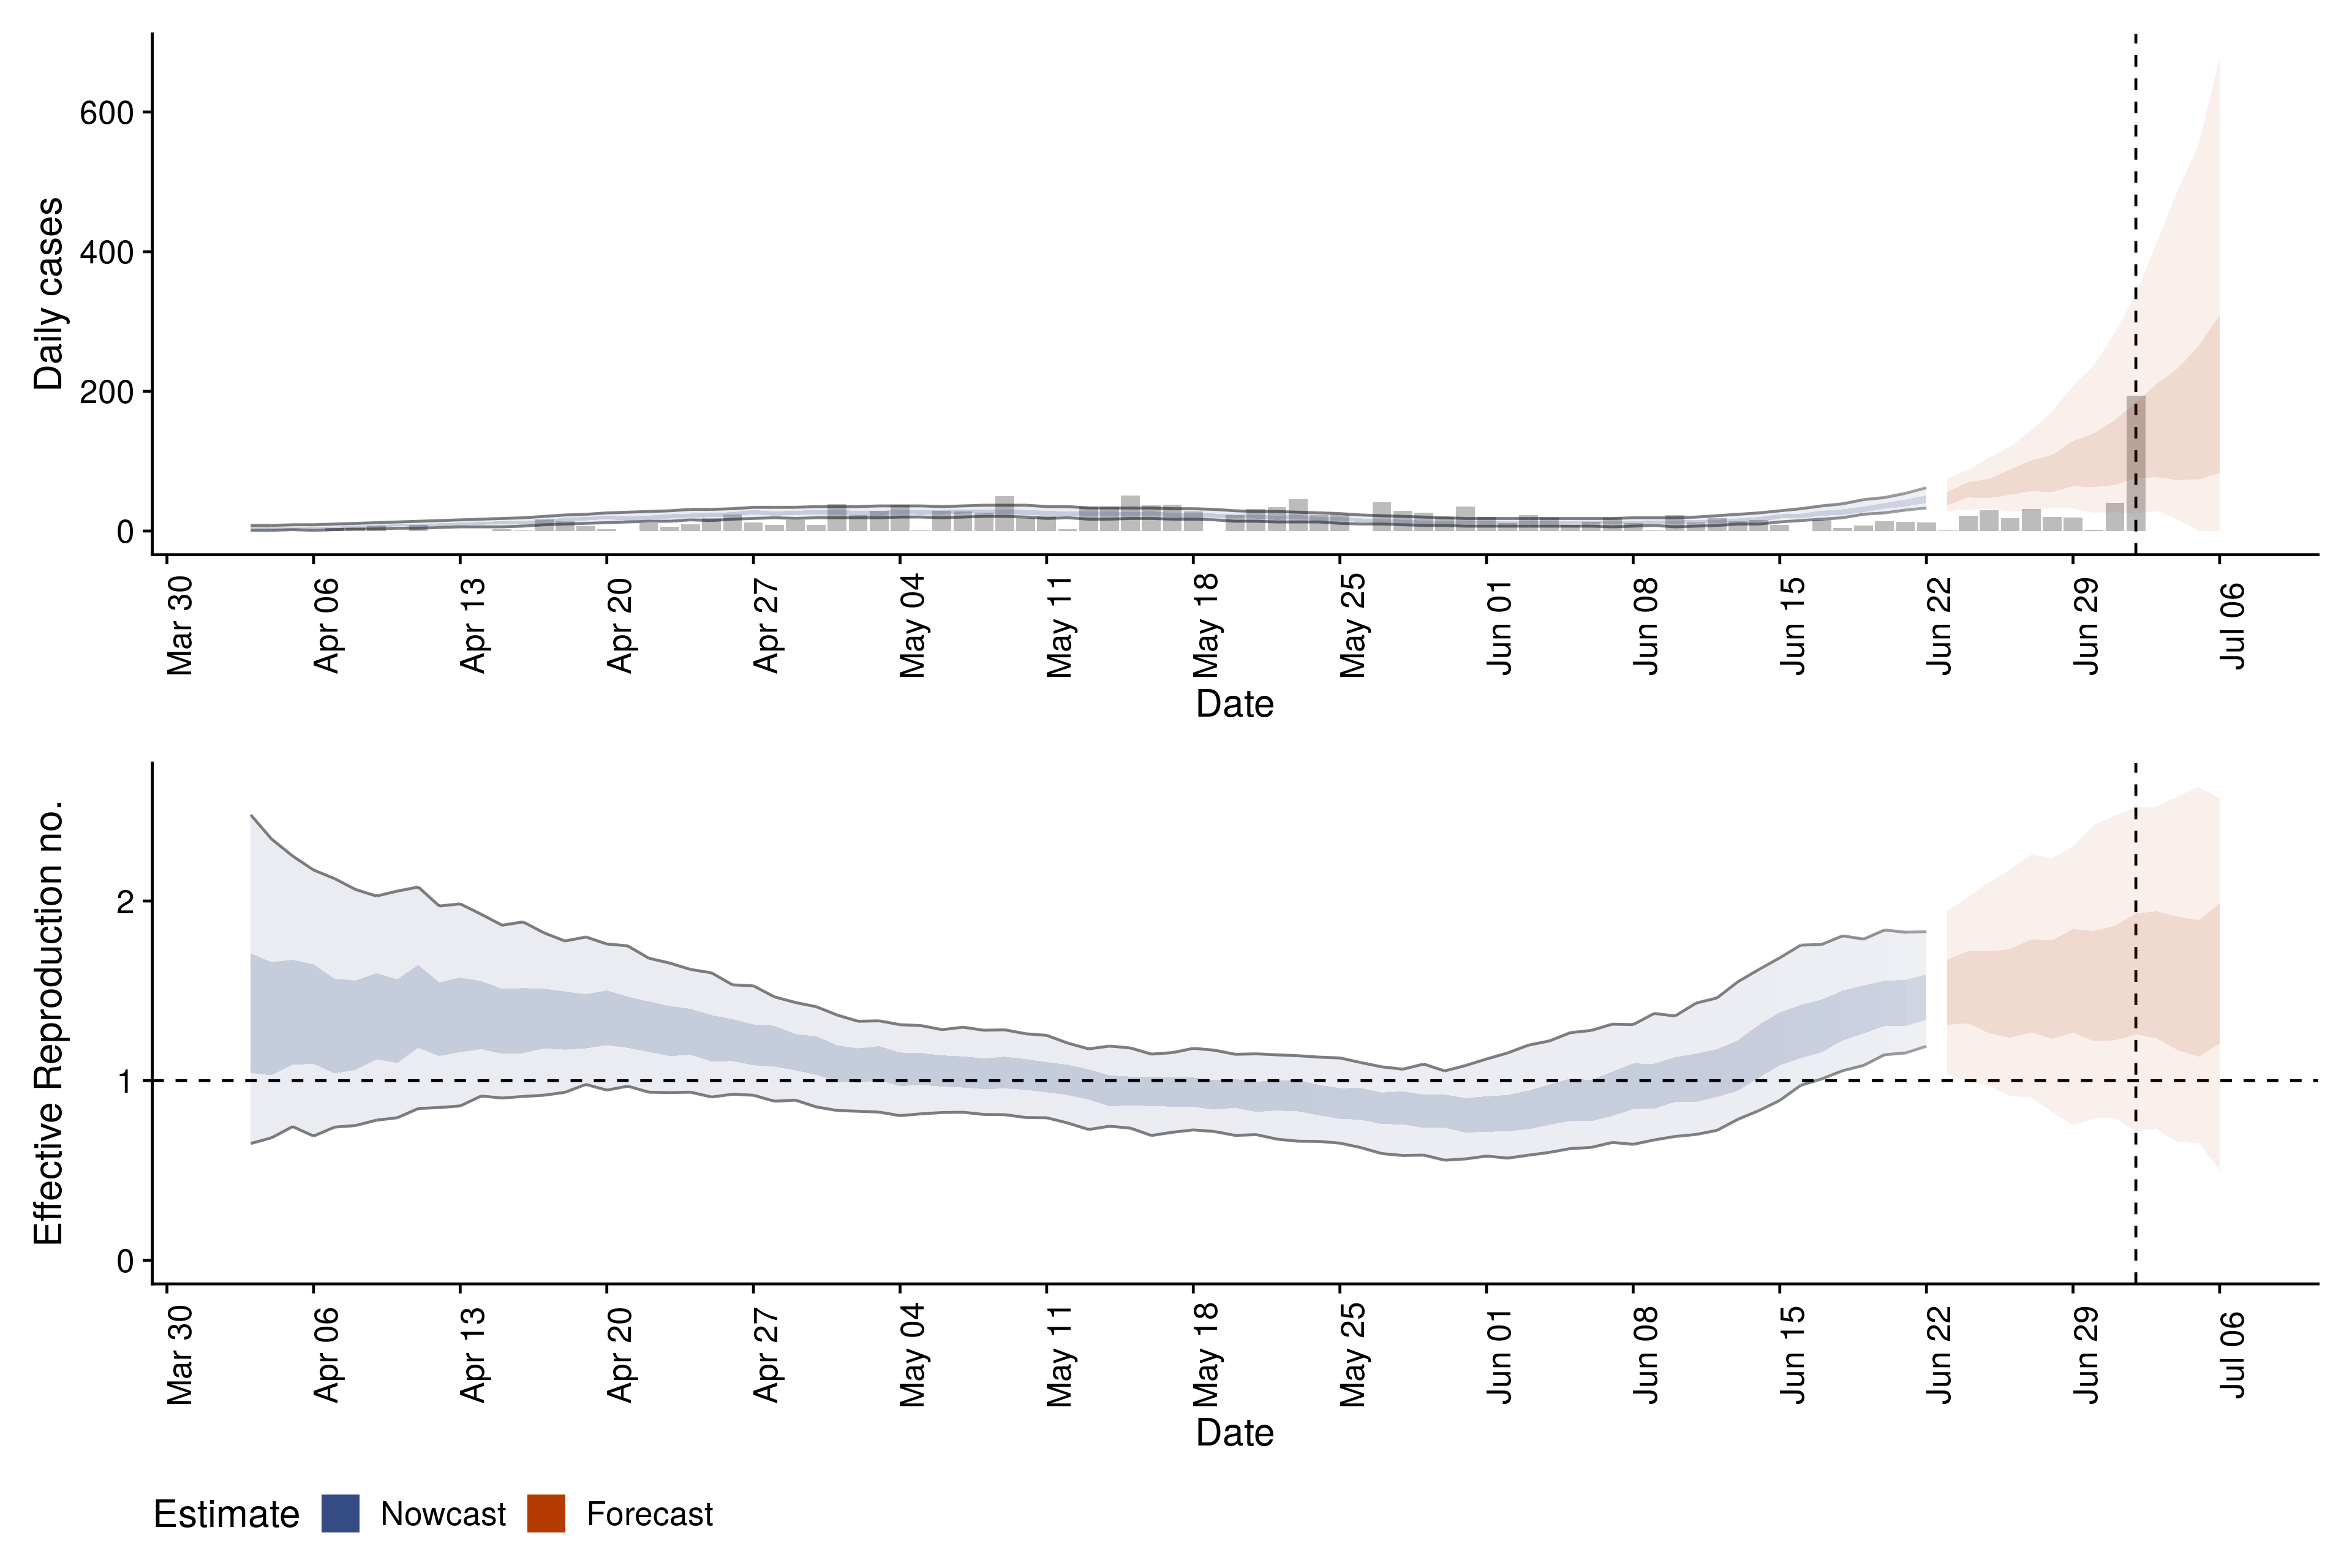 Daily cases
600
400
200
0
Mar 30 Apr 06 Apr 13 Apr 20 Apr 27 May 04 May 11 May 18 May 25 Jun 01 Jun 08 Jun 15 Jun 22 Jun 29 Jul 06
Date
Effective Reproduction no.
2
1
0
Mar 30 Apr 06 Apr 13 Apr 20 Apr 27 May 04 May 11 May 18 May 25 Jun 01 Jun 08 Jun 15 Jun 22 Jun 29 Jul 06
Date
Estimate Nowcast Forecast